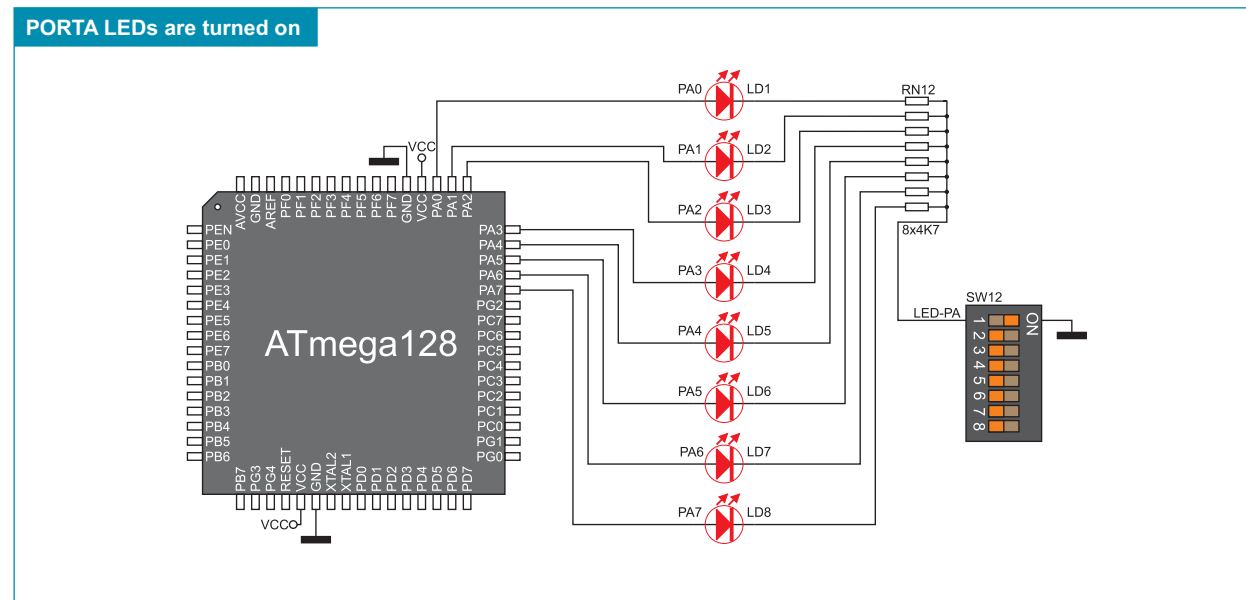 PORTA LEDs are turned on
PA0 LD1 RN12
PA1 LD2
PA2 LD3
PA3 LD4
PA4 LD5
PA5 LD6
PA6 LD7
PA7 LD8
8x4K7
SW12
LED-PA
ON
1
2
3
4
5
6
7
8
VCC
AVCC
GND
AREF
PF0
PF1
PF2
PF3
PF4
PF5
PF6
PF7
GND
VCC
PA0
PA1
PA2
PEN
PE0
PE1
PE2
PE3
PE4
PE5
PE6
PE7
PB0
PB1
PB2
PB3
PB4
PB5
PB6
ATmega128
PA3
PA4
PA5
PA6
PA7
PG2
PC7
PC6
PC5
PC4
PC3
PC2
PC1
PC0
PG1
PG0
PB7
PG3
PG4
RESET
VCC
GND
XTAL2
XTAL1
PD0
PD1
PD2
PD3
PD4
PD5
PD6
PD7
VCC